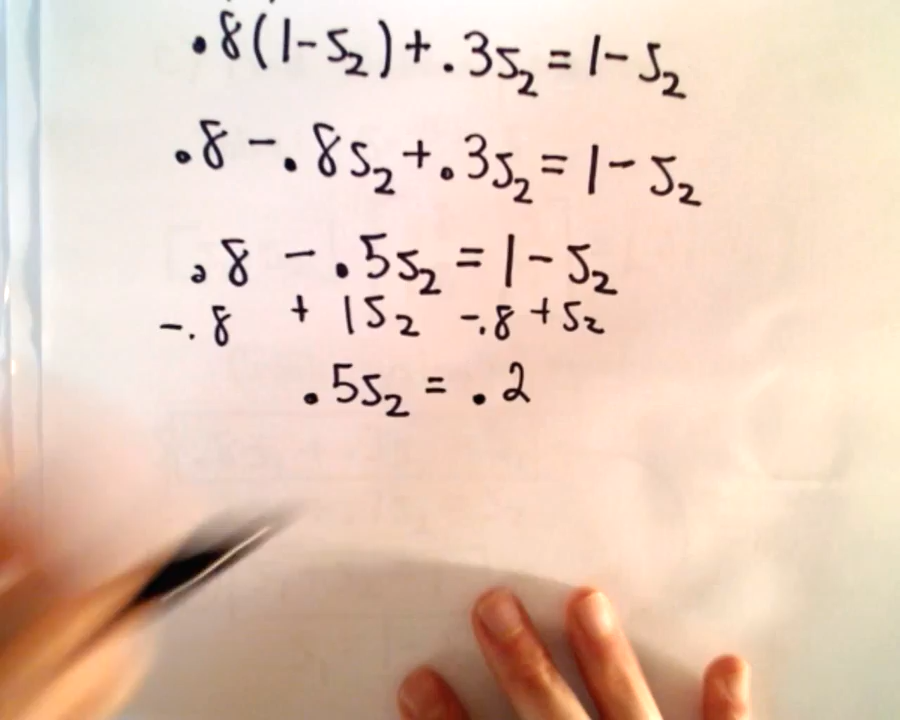 .8(1-S₂)+.3S₂=1-S₂
.8-.8S₂+.3S₂=1-S₂
.8 -.5S₂=1-S₂
-.8 + 1S₂ -.8+S₂
.5S₂=.2